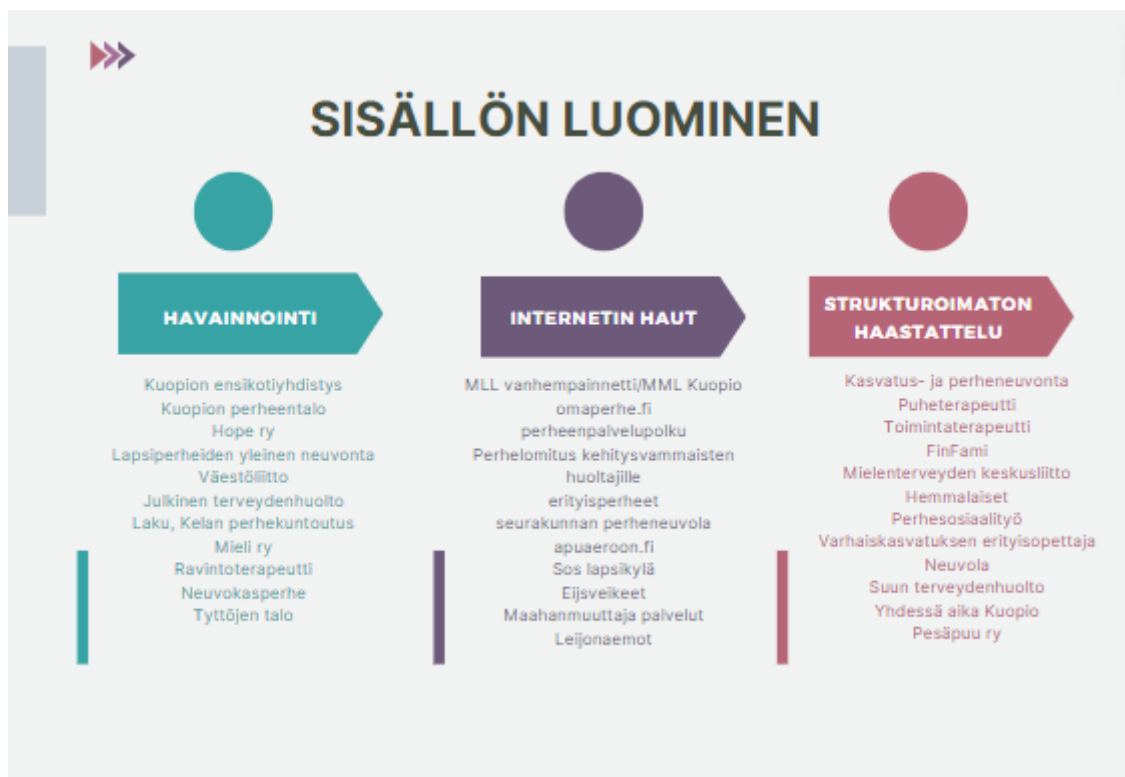 SISÄLLÖN LUOMINEN
HAVAINNOINTI
Kuopion ensikotiyhdistys
Kuopion perheentalo
Hope ry
Lapsiperheiden yleinen neuvonta
Väestöliitto
Julkinen terveydenhuolto
Laku, Kelan perhekuntoutus
Mieli ry
Ravintoterapeutti
Neuvokasperhe
Tyttöjen talo
INTERNETIN HAUT
MLL vanhempainnetti/MML Kuopio
omaperhe.fi
perheenpalvelupolku
Perhelomitus kehitysvammaisten
huoltajille
erityisperheet
seurakunnan perheneuvola
apuaeroon.fi
Sos lapsikylä
Eijsveikeet
Maahanmuuttaja palvelut
Leijonaemot
STRUKTUROIMATON
HAASTATTELU
Kasvatus- ja perheneuvonta
Puheterapeutti
Toimintaterapeutti
FinFami
Mielenterveyden keskusliitto
Hemmalaiset
Perhesosiaalityö
Varhaiskasvatuksen erityisopettaja
Neuvola
Suun terveydenhuolto
Yhdessä aika Kuopio
Pesäpuu ry